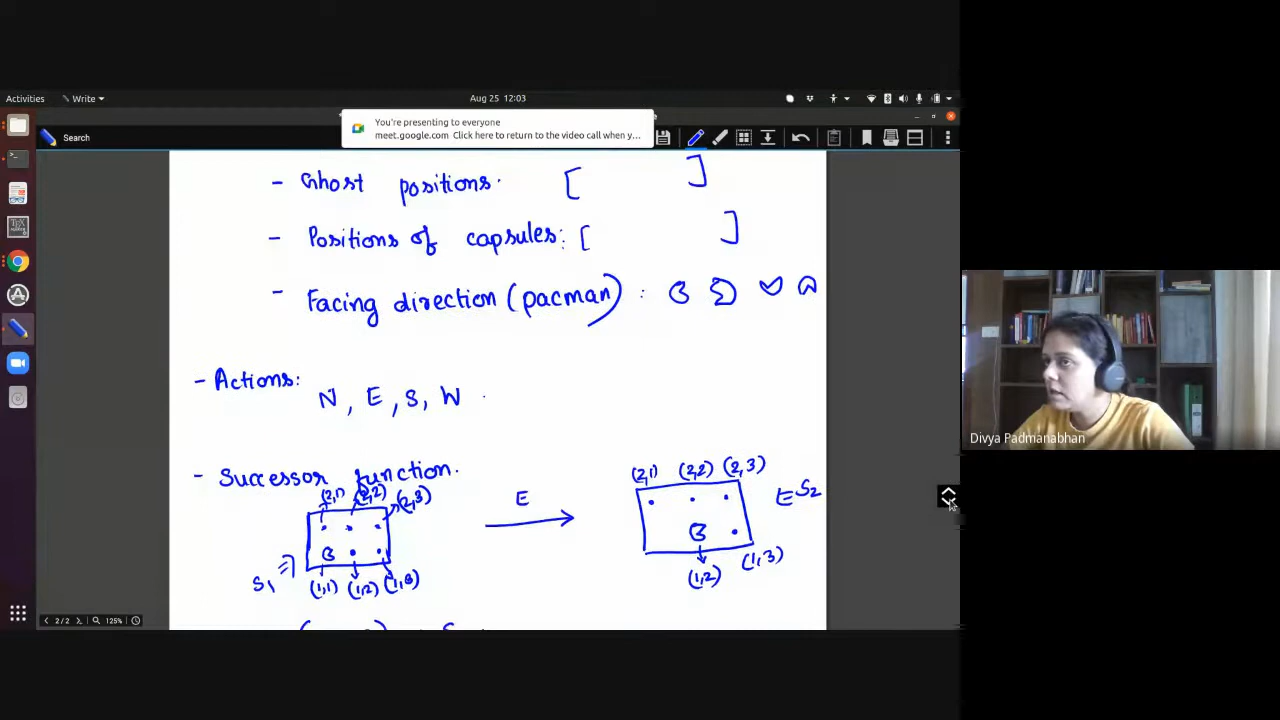 Activities
Write
Aug 25 12:03
You're presenting to everyone
meet.google.com Click here to return to the video call when y...
Search
- Ghost positions. [ ]
- Positions of capsules: [ ]
- Facing direction (pacman) :
- Actions:
N, E, S, W
- Successor function.
(2,1) (2,2) (2,3)
E
(2,1) (2,2) (2,3)
S2
S1
(1,1) (1,2) (1,3)
(1,2)
(1,3)
2/2 125%
Divya Padmanabhan